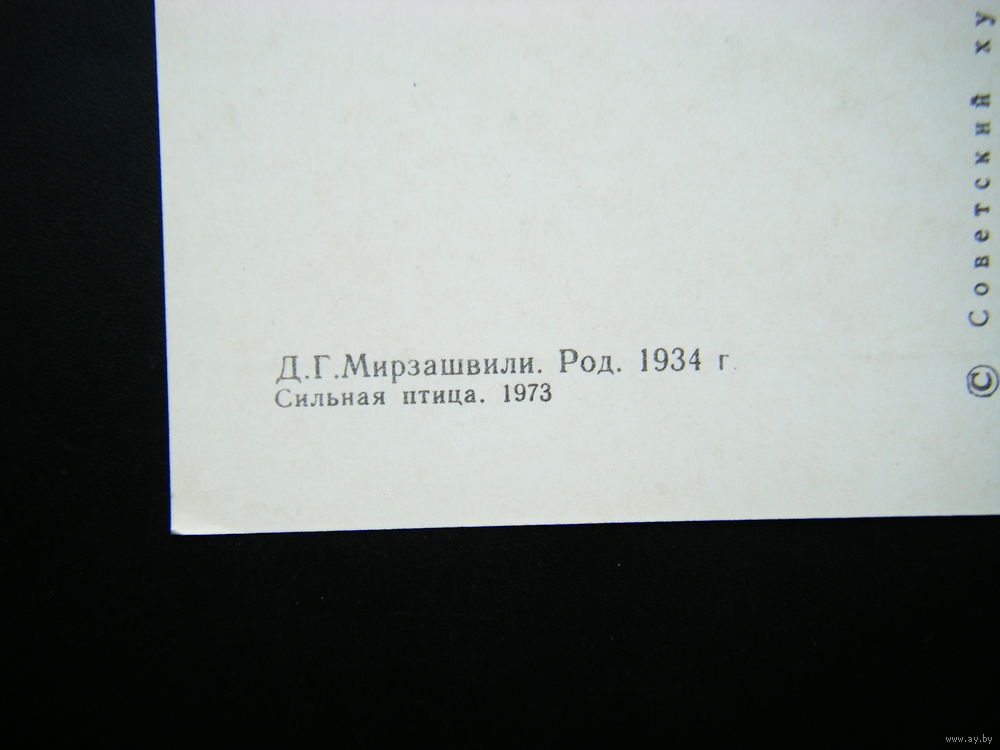 Д.Г.Мирзашвили. Род. 1934 г.
Сильная птица. 1973
© Советский ху
www.ay.by